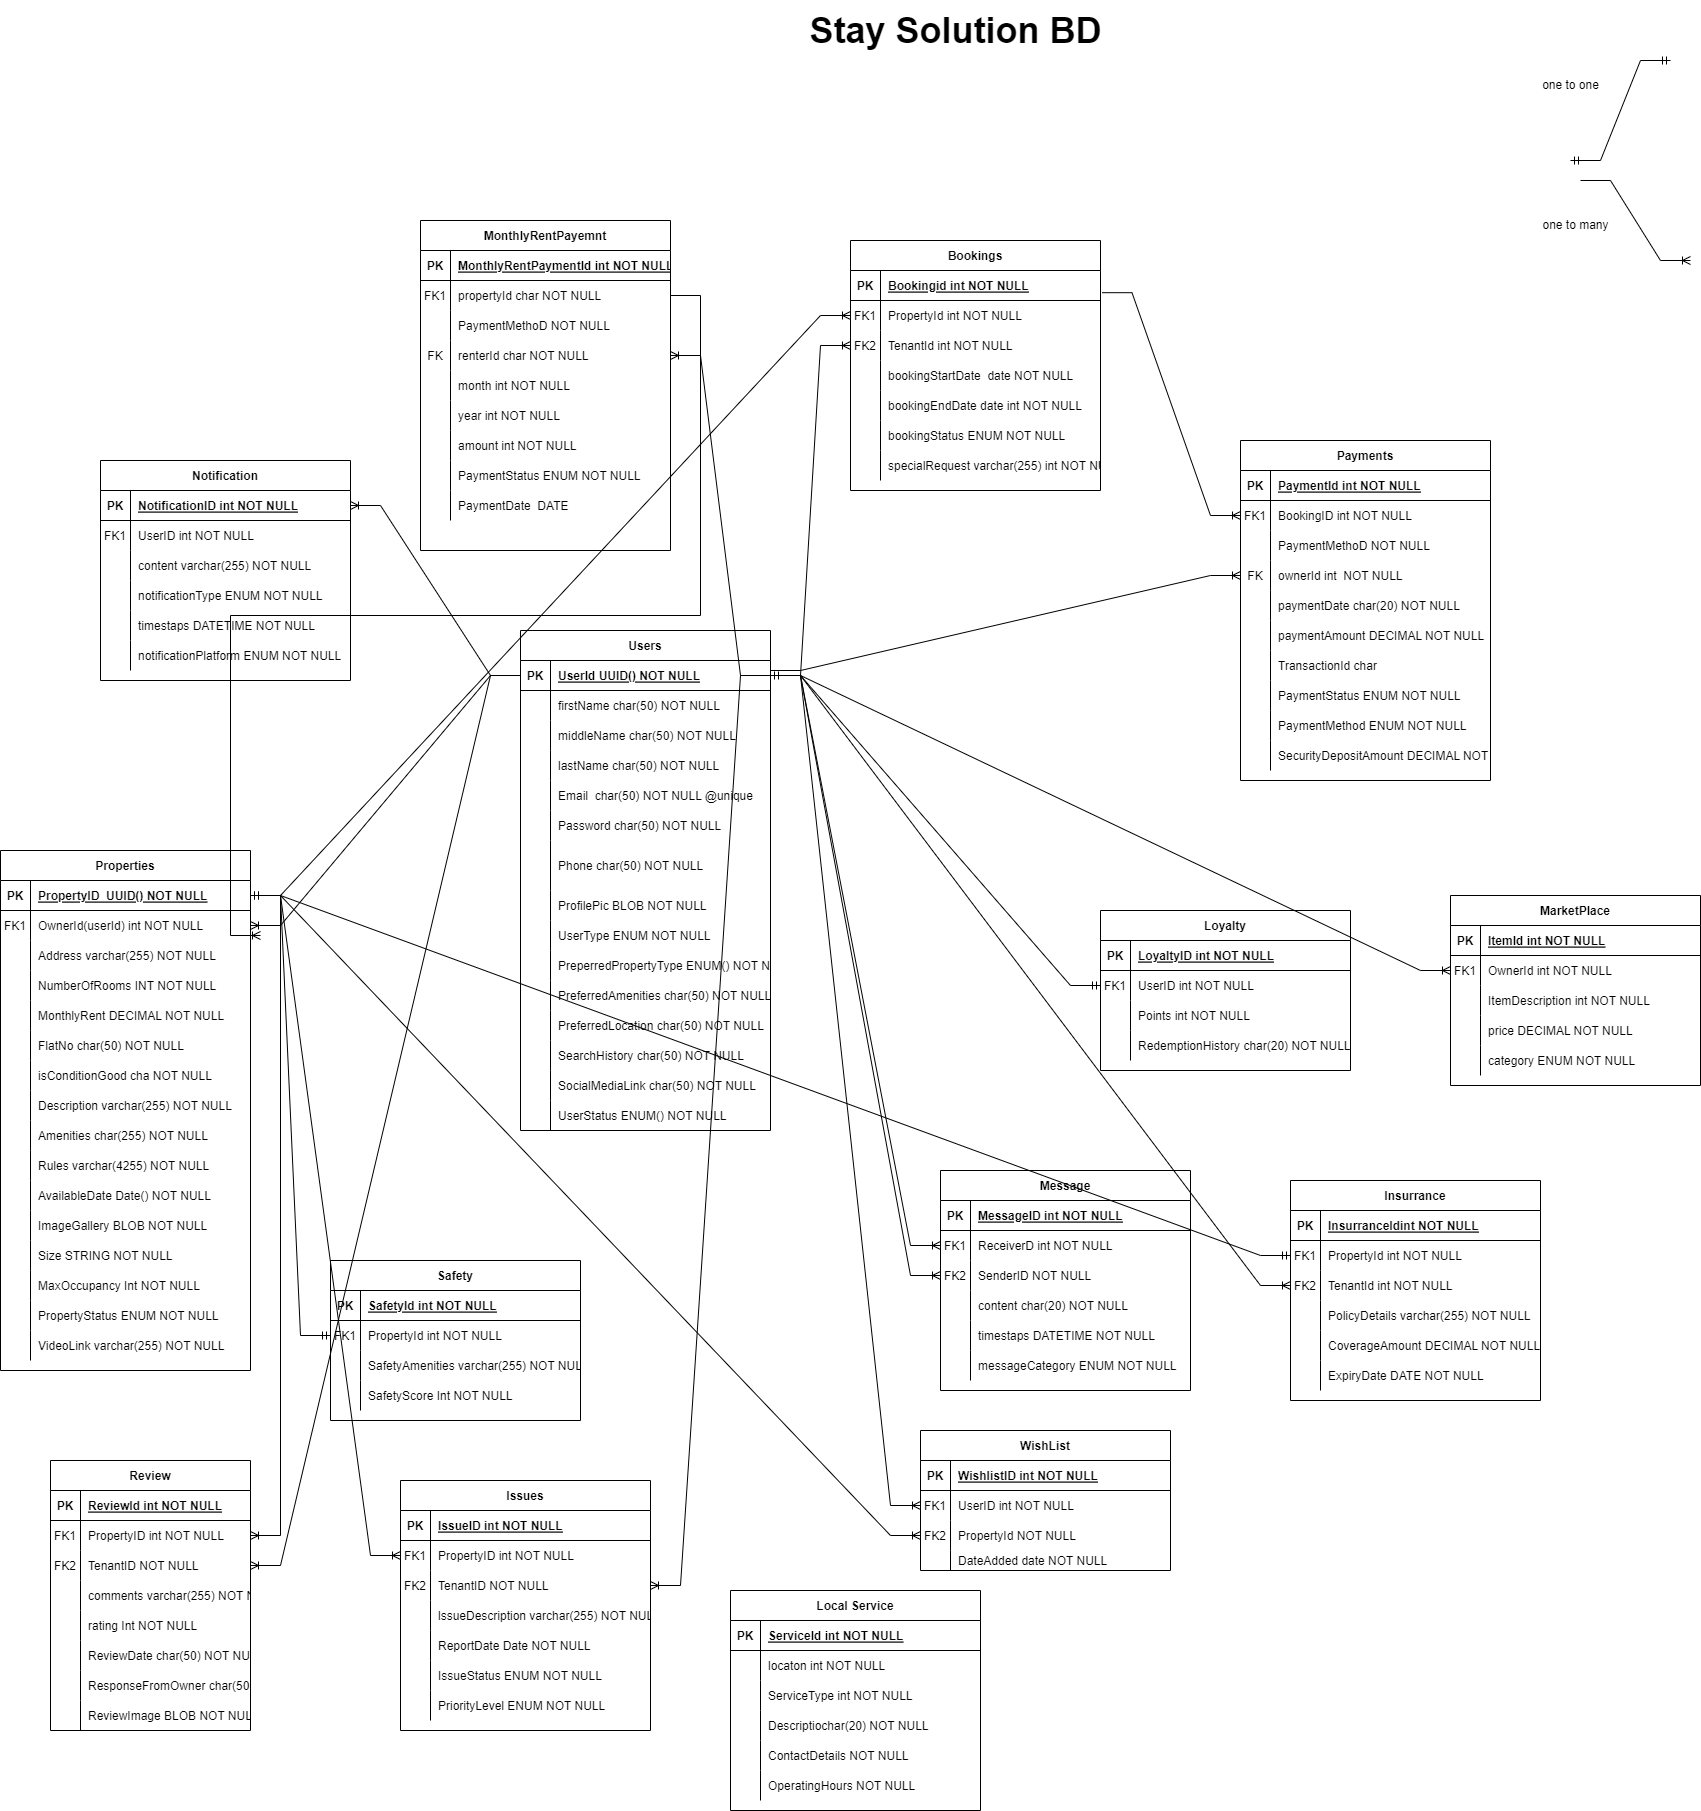 Stay Solution BD
one to one
one to many
MonthlyRentPayemnt
PK MonthlyRentPaymentId int NOT NULL
FK1 propertyId char NOT NULL
PaymentMethoD NOT NULL
FK renterId char NOT NULL
month int NOT NULL
year int NOT NULL
amount int NOT NULL
PaymentStatus ENUM NOT NULL
PaymentDate  DATE
Bookings
PK Bookingid int NOT NULL
FK1 PropertyId int NOT NULL
FK2 TenantId int NOT NULL
bookingStartDate  date NOT NULL
bookingEndDate date int NOT NULL
bookingStatus ENUM NOT NULL
specialRequest varchar(255) int NOT NU
Payments
PK PaymentId int NOT NULL
FK1 BookingID int NOT NULL
PaymentMethoD NOT NULL
FK ownerId int  NOT NULL
paymentDate char(20) NOT NULL
paymentAmount DECIMAL NOT NULL
TransactionId char
PaymentStatus ENUM NOT NULL
PaymentMethod ENUM NOT NULL
SecurityDepositAmount DECIMAL NOT
Notification
PK NotificationID int NOT NULL
FK1 UserID int NOT NULL
content varchar(255) NOT NULL
notificationType ENUM NOT NULL
timestaps DATETIME NOT NULL
notificationPlatform ENUM NOT NULL
Users
PK UserId UUID() NOT NULL
firstName char(50) NOT NULL
middleName char(50) NOT NULL
lastName char(50) NOT NULL
Email  char(50) NOT NULL @unique
Password char(50) NOT NULL
Phone char(50) NOT NULL
ProfilePic BLOB NOT NULL
UserType ENUM NOT NULL
PreperredPropertyType ENUM() NOT N
PreferredAmenities char(50) NOT NULL
PreferredLocation char(50) NOT NULL
SearchHistory char(50) NOT NULL
SocialMediaLink char(50) NOT NULL
UserStatus ENUM() NOT NULL
Properties
PK PropertyID  UUID() NOT NULL
FK1 OwnerId(userId) int NOT NULL
Address varchar(255) NOT NULL
NumberOfRooms INT NOT NULL
MonthlyRent DECIMAL NOT NULL
FlatNo char(50) NOT NULL
isConditionGood cha NOT NULL
Description varchar(255) NOT NULL
Amenities char(255) NOT NULL
Rules varchar(4255) NOT NULL
AvailableDate Date() NOT NULL
ImageGallery BLOB NOT NULL
Size STRING NOT NULL
MaxOccupancy Int NOT NULL
PropertyStatus ENUM NOT NULL
VideoLink varchar(255) NOT NULL
Loyalty
PK LoyaltyID int NOT NULL
FK1 UserID int NOT NULL
Points int NOT NULL
RedemptionHistory char(20) NOT NULL
MarketPlace
PK ItemId int NOT NULL
FK1 OwnerId int NOT NULL
ItemDescription int NOT NULL
price DECIMAL NOT NULL
category ENUM NOT NULL
Message
PK MessageID int NOT NULL
FK1 ReceiverD int NOT NULL
FK2 SenderID NOT NULL
content char(20) NOT NULL
timestaps DATETIME NOT NULL
messageCategory ENUM NOT NULL
Insurrance
PK InsurranceIdint NOT NULL
FK1 PropertyId int NOT NULL
FK2 TenantId int NOT NULL
PolicyDetails varchar(255) NOT NULL
CoverageAmount DECIMAL NOT NULL
ExpiryDate DATE NOT NULL
Safety
PK SafetyId int NOT NULL
FK1 PropertyId int NOT NULL
SafetyAmenities varchar(255) NOT NUL
SafetyScore Int NOT NULL
Review
PK ReviewId int NOT NULL
FK1 PropertyID int NOT NULL
FK2 TenantID NOT NULL
comments varchar(255) NOT N
rating Int NOT NULL
ReviewDate char(50) NOT NU
ResponseFromOwner char(50
ReviewImage BLOB NOT NUL
Issues
PK IssueID int NOT NULL
FK1 PropertyID int NOT NULL
FK2 TenantID NOT NULL
IssueDescription varchar(255) NOT NUL
ReportDate Date NOT NULL
IssueStatus ENUM NOT NULL
PriorityLevel ENUM NOT NULL
WishList
PK WishlistID int NOT NULL
FK1 UserID int NOT NULL
FK2 PropertyId NOT NULL
DateAdded date NOT NULL
Local Service
PK ServiceId int NOT NULL
locaton int NOT NULL
ServiceType int NOT NULL
Descriptiochar(20) NOT NULL
ContactDetails NOT NULL
OperatingHours NOT NULL